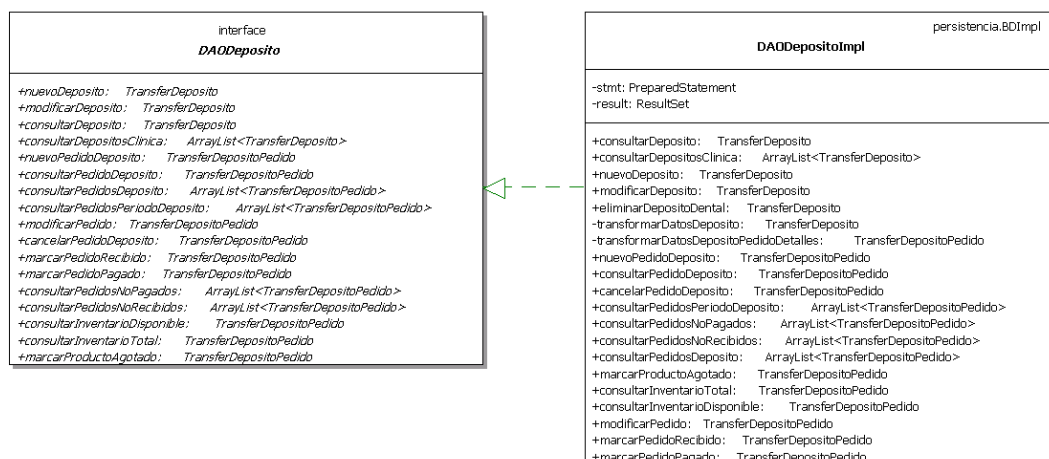 interface
DAODeposito
+nuevoDeposito: TransferDeposito
+modificarDeposito: TransferDeposito
+consultarDeposito: TransferDeposito
+consultarDepositosClinica: ArrayList<TransferDeposito>
+nuevoPedidoDeposito: TransferDepositoPedido
+consultarPedidoDeposito: TransferDepositoPedido
+consultarPedidosDeposito: ArrayList<TransferDepositoPedido>
+consultarPedidosPeriodoDeposito: ArrayList<TransferDepositoPedido>
+modificarPedido: TransferDepositoPedido
+cancelarPedidoDeposito: TransferDepositoPedido
+marcarPedidoRecibido: TransferDepositoPedido
+marcarPedidoPagado: TransferDepositoPedido
+consultarPedidosNoPagados: ArrayList<TransferDepositoPedido>
+consultarPedidosNoRecibidos: ArrayList<TransferDepositoPedido>
+consultarInventarioDisponible: TransferDepositoPedido
+consultarInventarioTotal: TransferDepositoPedido
+marcarProductoAgotado: TransferDepositoPedido
persistencia.BDImpl
DAODepositoImpl
-stmt: PreparedStatement
-result: ResultSet
+consultarDeposito: TransferDeposito
+consultarDepositosClinica: ArrayList<TransferDeposito>
+nuevoDeposito: TransferDeposito
+modificarDeposito: TransferDeposito
+eliminarDepositoDental: TransferDeposito
-transformarDatosDeposito: TransferDeposito
-transformarDatosDepositoPedidoDetalles: TransferDepositoPedido
+nuevoPedidoDeposito: TransferDepositoPedido
+consultarPedidoDeposito: TransferDepositoPedido
+cancelarPedidoDeposito: TransferDepositoPedido
+consultarPedidosPeriodoDeposito: ArrayList<TransferDepositoPedido>
+consultarPedidosNoPagados: ArrayList<TransferDepositoPedido>
+consultarPedidosNoRecibidos: ArrayList<TransferDepositoPedido>
+consultarPedidosDeposito: ArrayList<TransferDepositoPedido>
+marcarProductoAgotado: TransferDepositoPedido
+consultarInventarioTotal: TransferDepositoPedido
+consultarInventarioDisponible: TransferDepositoPedido
+modificarPedido: TransferDepositoPedido
+marcarPedidoRecibido: TransferDepositoPedido
+marcarPedidoPagado: TransferDepositoPedido